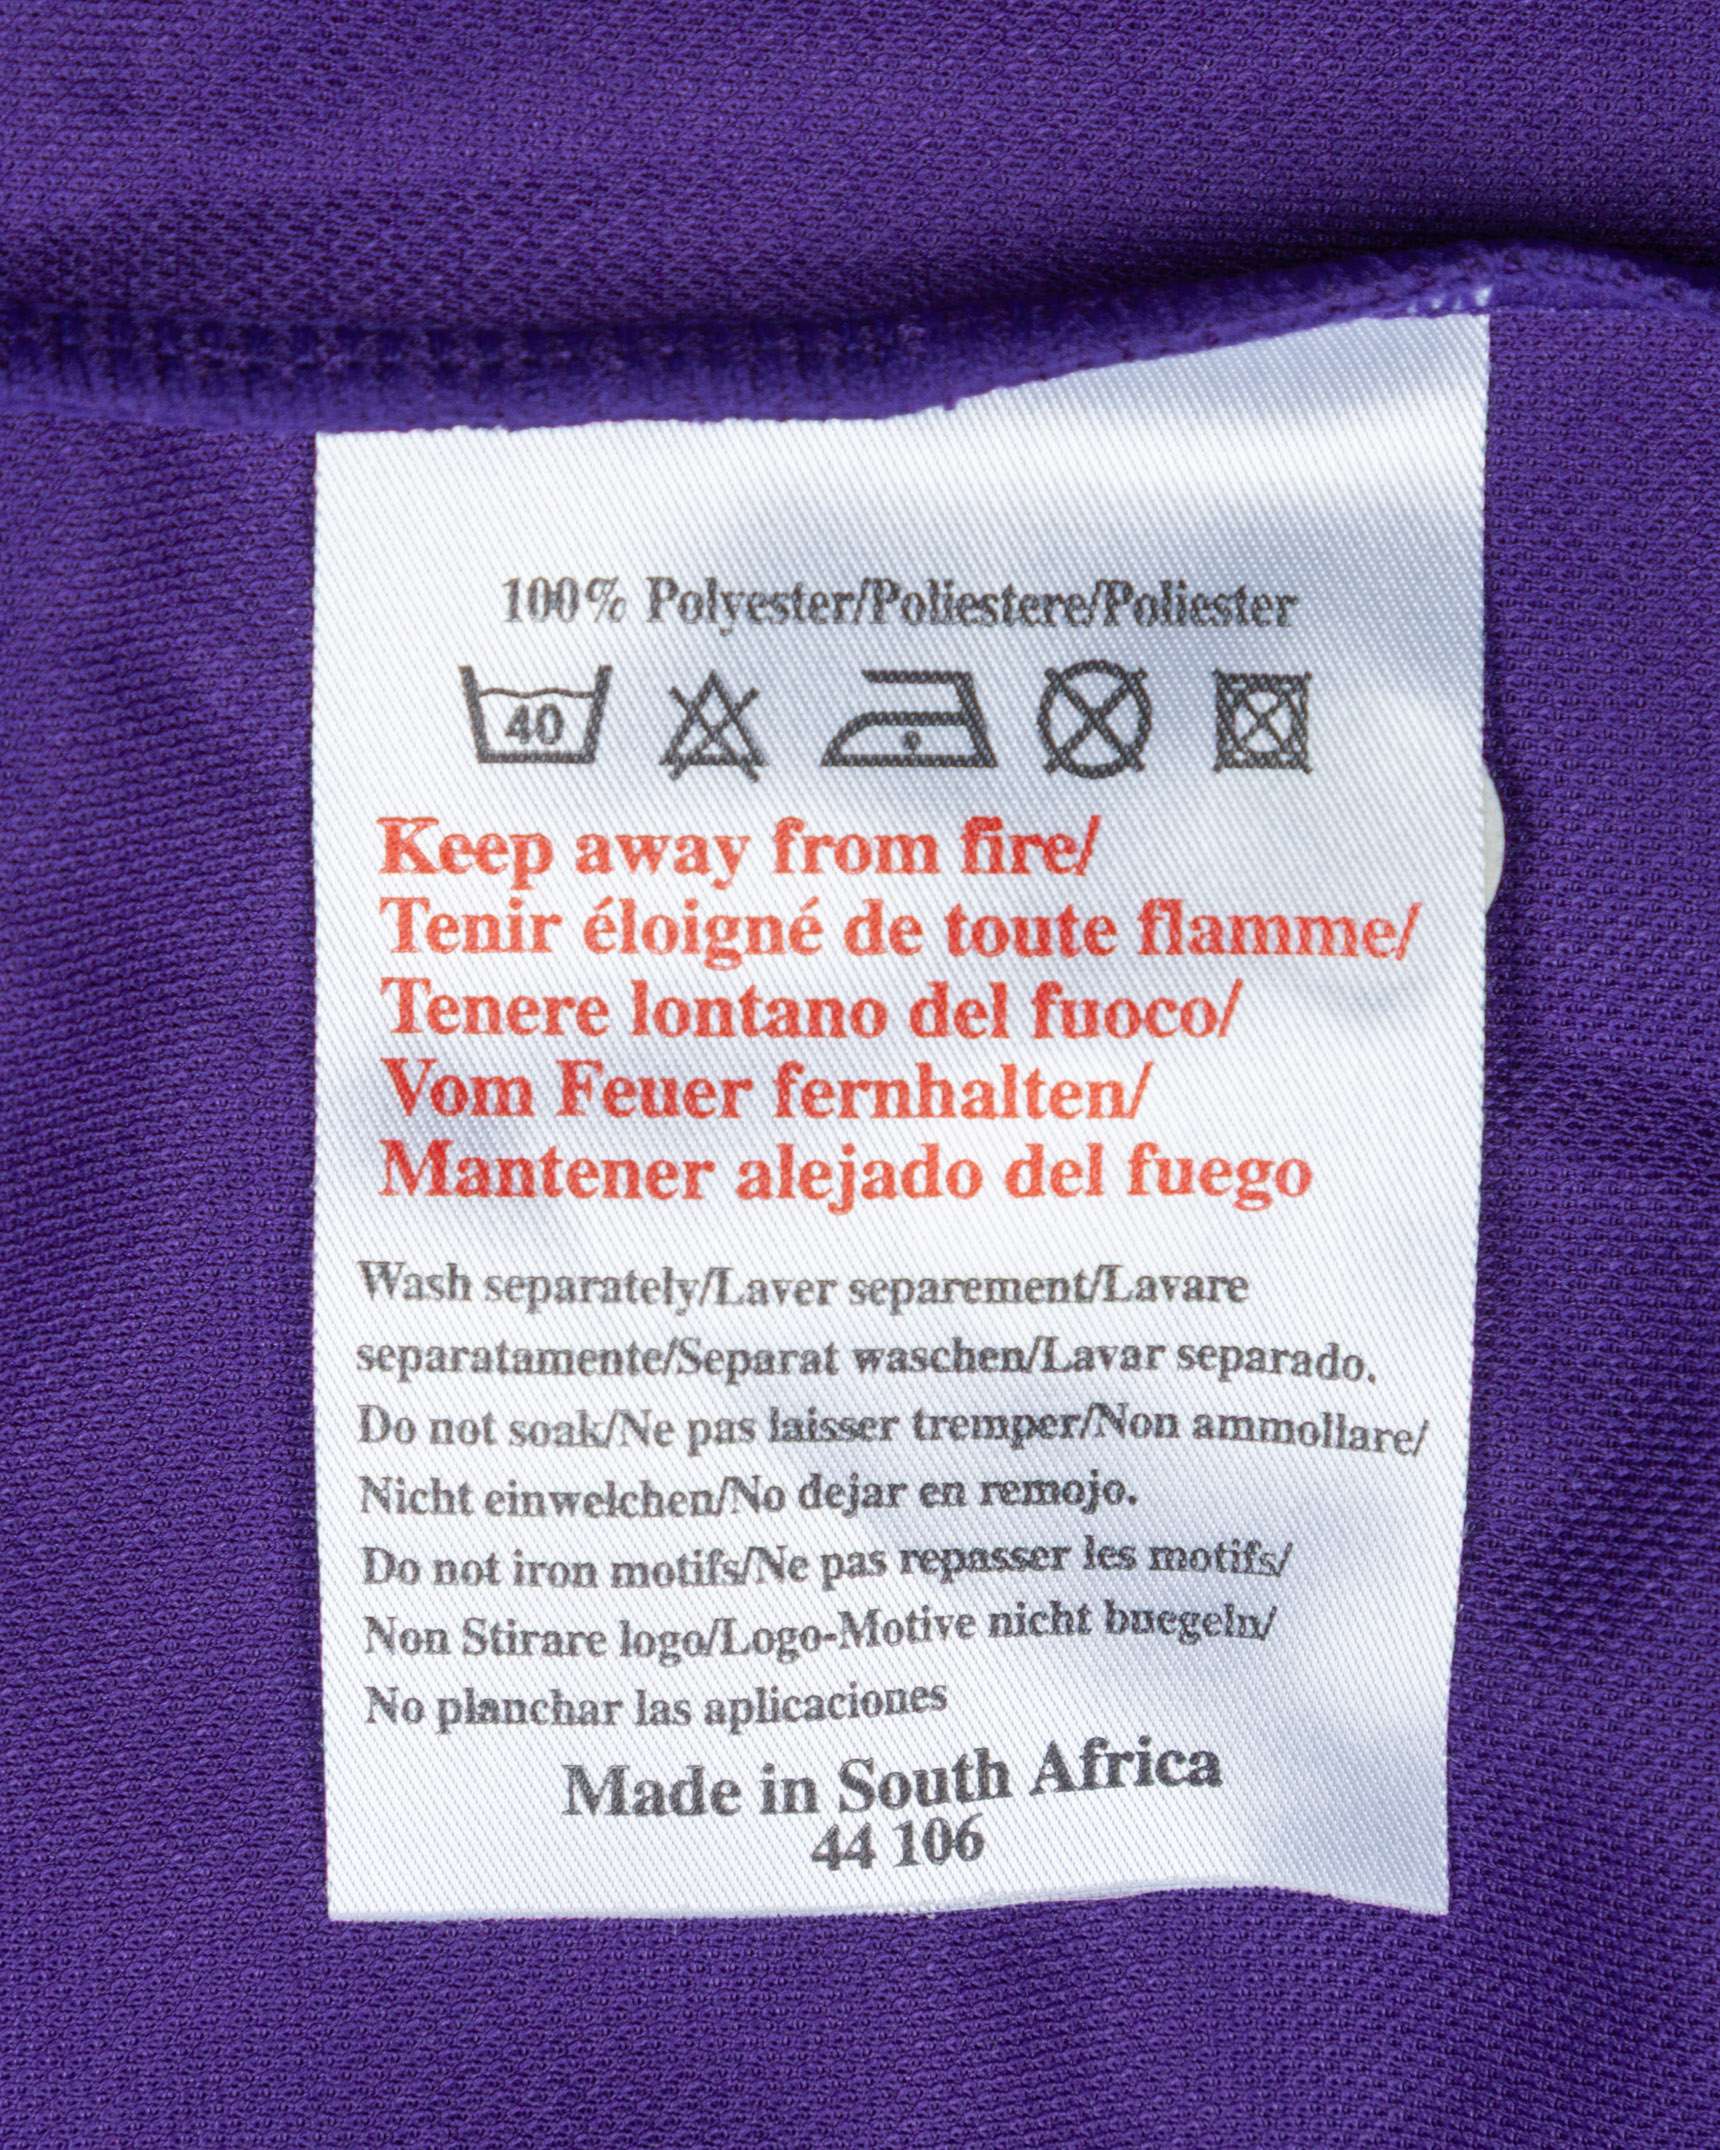 100% Polyester/Poliestere/Poliester
40
Keep away from fire/
Tenir éloigné de toute flamme/
Tenere lontano del fuoco/
Vom Feuer fernhalten/
Mantener alejado del fuego
Wash separately/Laver separement/Lavare
separatamente/Separat waschen/Lavar separado.
Do not soak/Ne pas laisser tremper/Non ammollare/
Nicht einwelchen/No dejar en remojo.
Do not iron motifs/Ne pas repasser les motifs/
Non Stirare logo/Logo-Motive nicht buegeln/
No planchar las aplicaciones
Made in South Africa
44 106